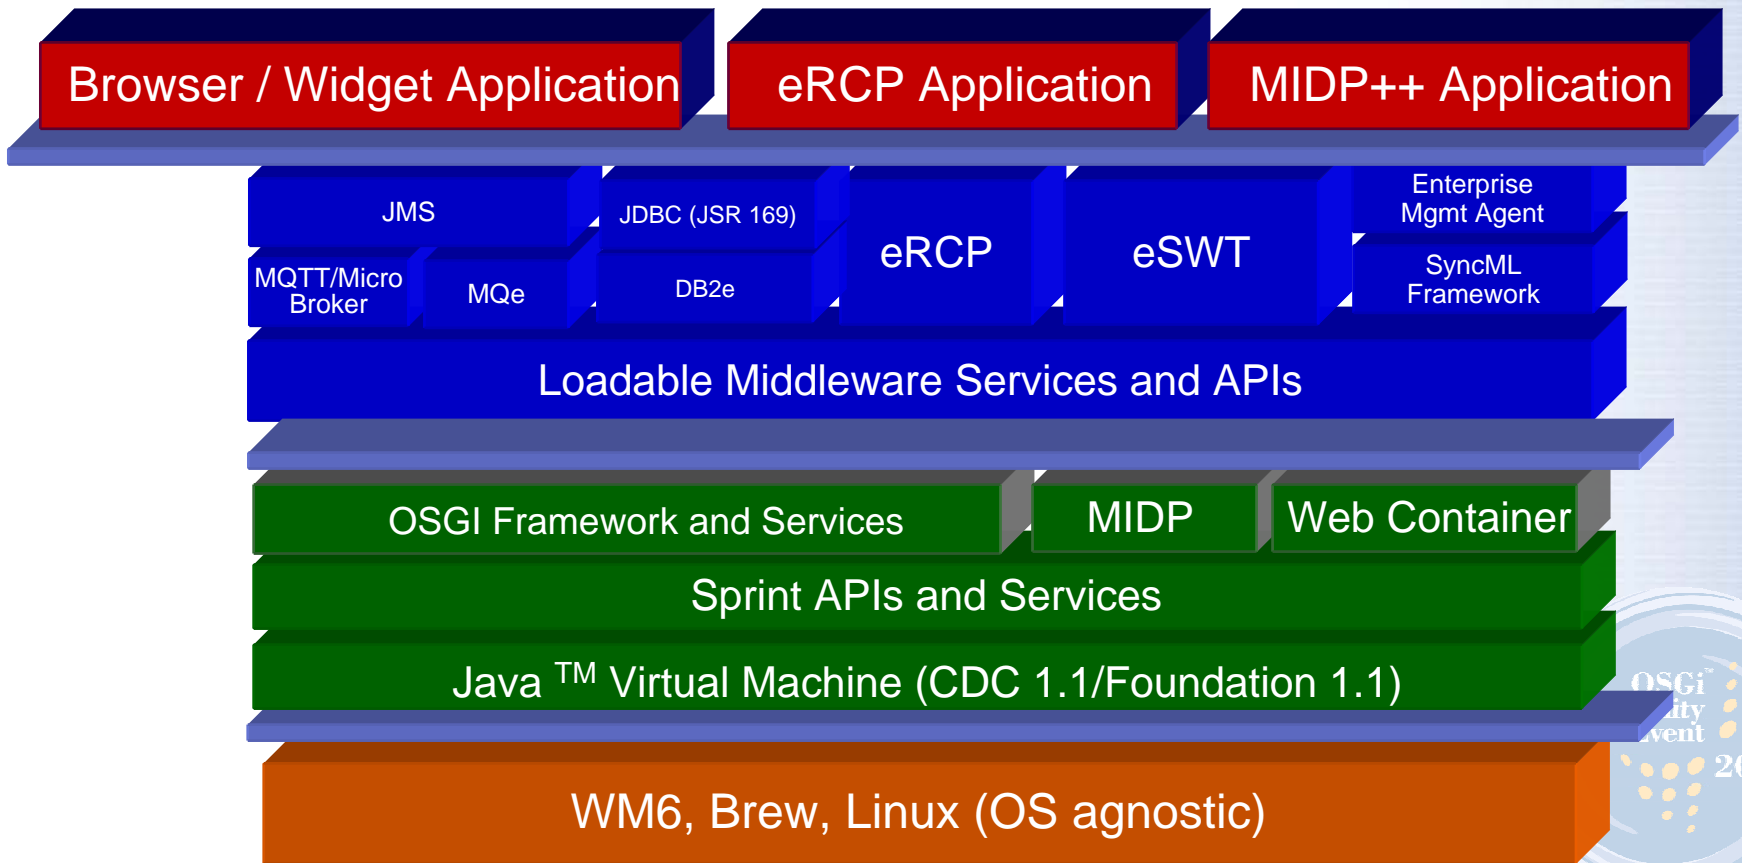 Browser / Widget Application
eRCP Application
MIDP++ Application
JMS
JDBC (JSR 169)
eRCP
eSWT
Enterprise
Mgmt Agent
MQTT/Micro
Broker
MQe
DB2e
SyncML
Framework
Loadable Middleware Services and APIs
OSGI Framework and Services
MIDP
Web Container
Sprint APIs and Services
Java TM Virtual Machine (CDC 1.1/Foundation 1.1)
WM6, Brew, Linux (OS agnostic)
OSGi™